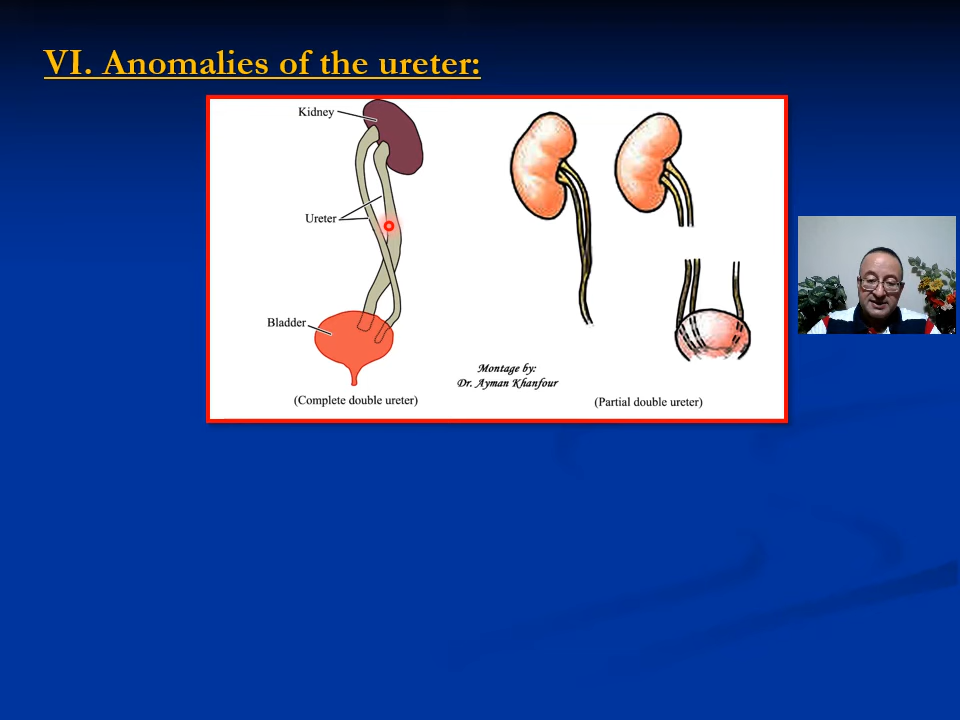 VI. Anomalies of the ureter:
Kidney
Ureter
Bladder
Montage by:
Dr. Ayman Khanfour
(Complete double ureter)
(Partial double ureter)